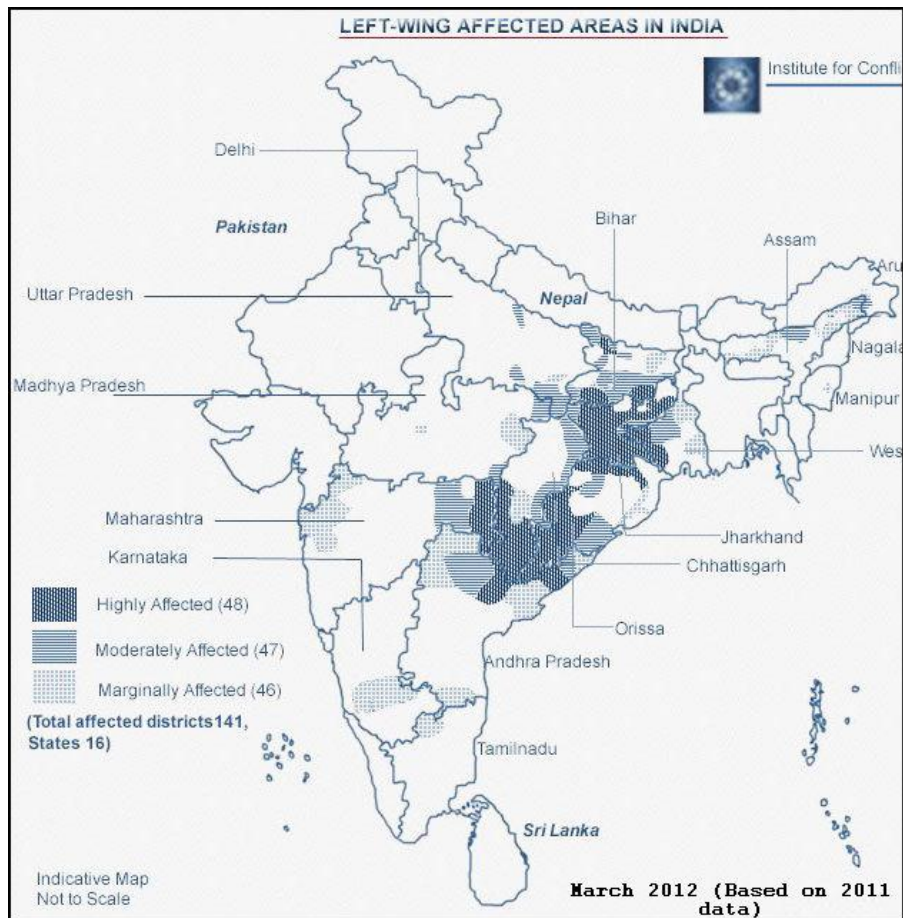 LEFT-WING AFFECTED AREAS IN INDIA
Institute for Confli
Delhi
Bihar
Pakistan
Assam
Aru
Uttar Pradesh
Nepal
Nagala
Madhya Pradesh
Manipur
Wes
Maharashtra
Jharkhand
Karnataka
Chhattisgarh
Highly Affected (48)
Orissa
Moderately Affected (47)
Andhra Pradesh
Marginally Affected (46)
(Total affected districts141,
States 16)
Tamilnadu
Sri Lanka
Indicative Map
Not to Scale
March 2012 (Based on 2011
data)